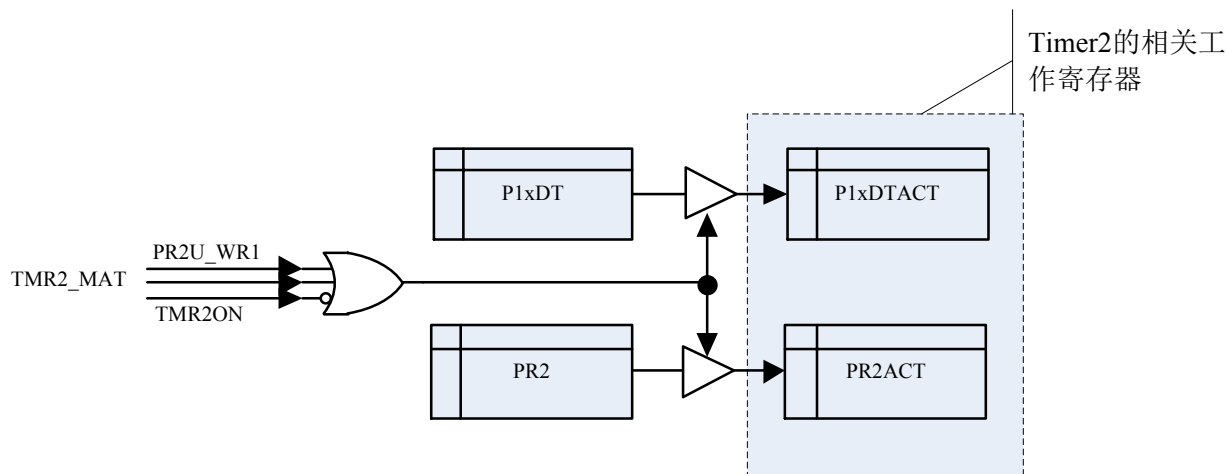 Timer2的相关工
作寄存器
P1xDT
P1xDTACT
PR2U_WR1
TMR2_MAT
TMR2ON
PR2
PR2ACT